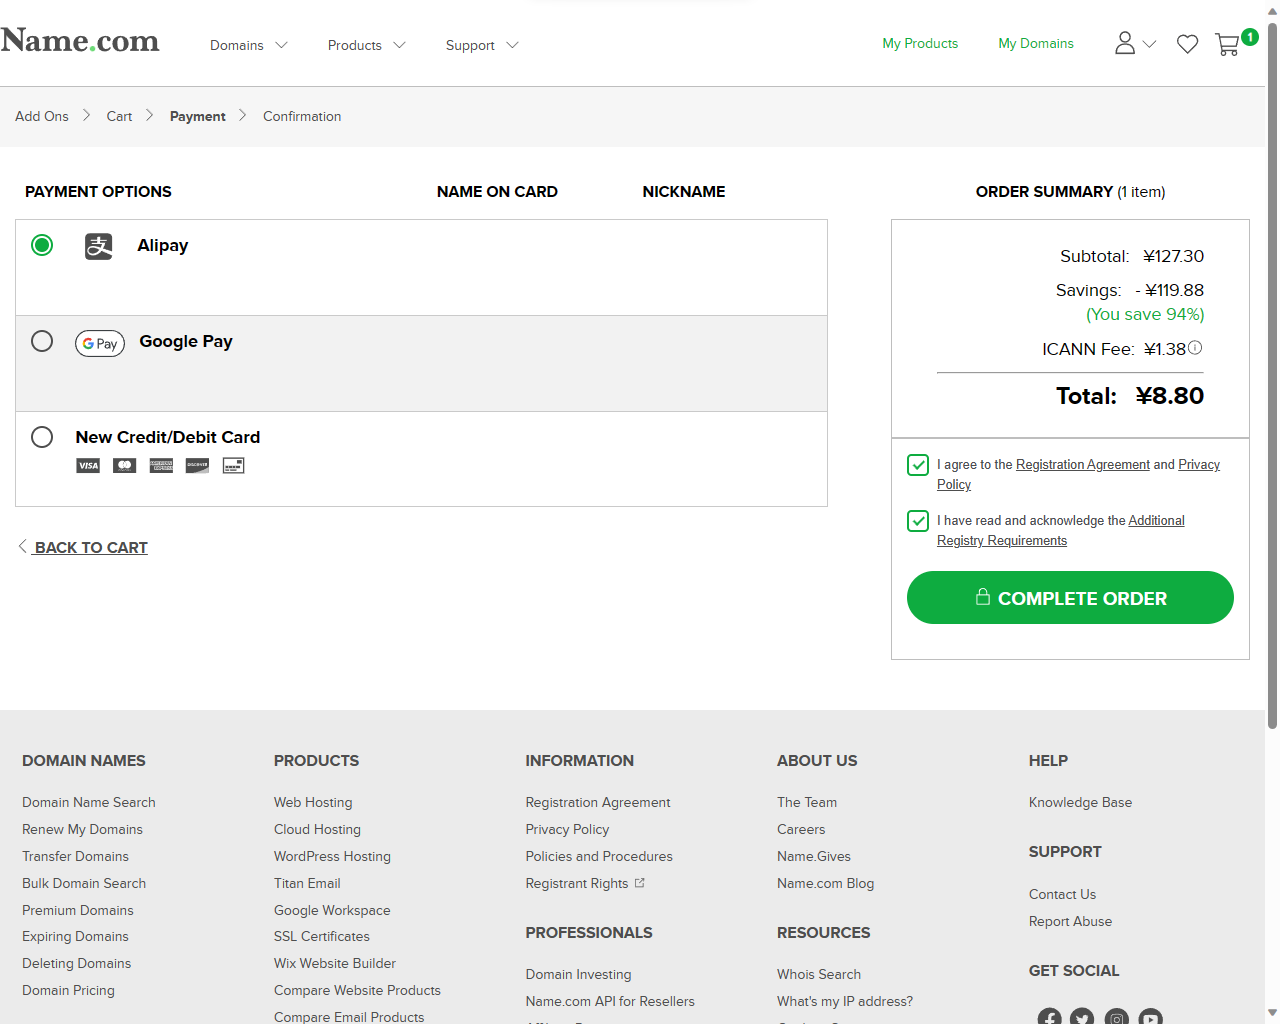 Name.com
Domains
Products
Support
My Products
My Domains
1
Add Ons
Cart
Payment
Confirmation
PAYMENT OPTIONS
NAME ON CARD
NICKNAME
Alipay
G Pay
Google Pay
New Credit/Debit Card
VISA
DISCOVER
BACK TO CART
ORDER SUMMARY (1 item)
Subtotal: ¥127.30
Savings: - ¥119.88
(You save 94%)
ICANN Fee: ¥1.38
Total: ¥8.80
I agree to the Registration Agreement and Privacy
Policy
I have read and acknowledge the Additional
Registry Requirements
COMPLETE ORDER
DOMAIN NAMES
Domain Name Search
Renew My Domains
Transfer Domains
Bulk Domain Search
Premium Domains
Expiring Domains
Deleting Domains
Domain Pricing
PRODUCTS
Web Hosting
Cloud Hosting
WordPress Hosting
Titan Email
Google Workspace
SSL Certificates
Wix Website Builder
Compare Website Products
Compare Email Products
INFORMATION
Registration Agreement
Privacy Policy
Policies and Procedures
Registrant Rights
PROFESSIONALS
Domain Investing
Name.com API for Resellers
ABOUT US
The Team
Careers
Name.Gives
Name.com Blog
RESOURCES
Whois Search
What's my IP address?
HELP
Knowledge Base
SUPPORT
Contact Us
Report Abuse
GET SOCIAL